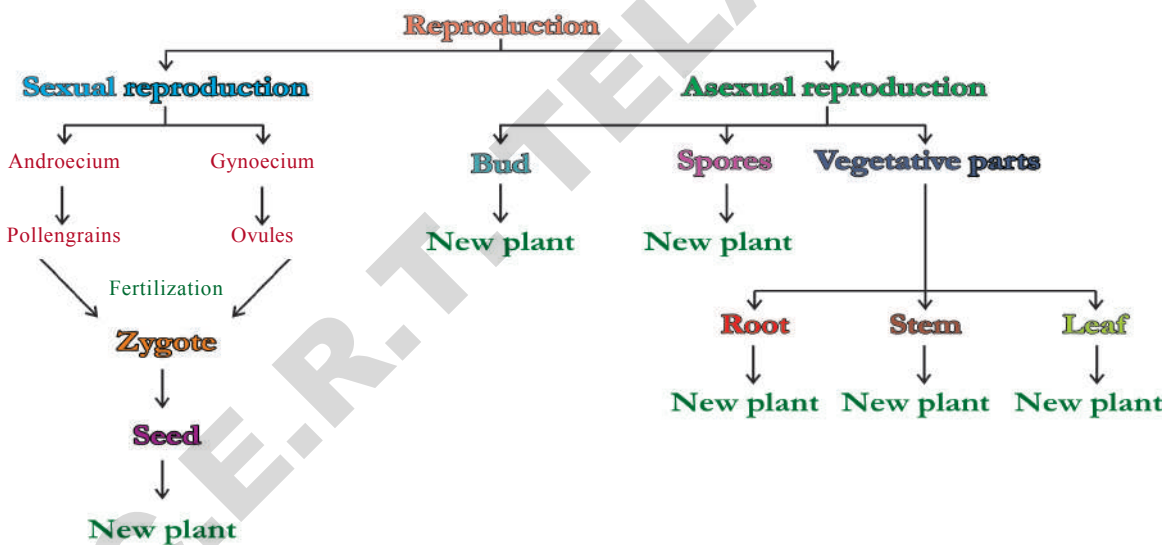 Reproduction
Sexual reproduction
Asexual reproduction
Androecium
Gynoecium
Bud
Spores
Vegetative parts
Pollengrains
Ovules
New plant
New plant
Fertilization
Zygote
Root
Stem
Leaf
New plant
New plant
New plant
Seed
New plant
C.E.R.T. TELA